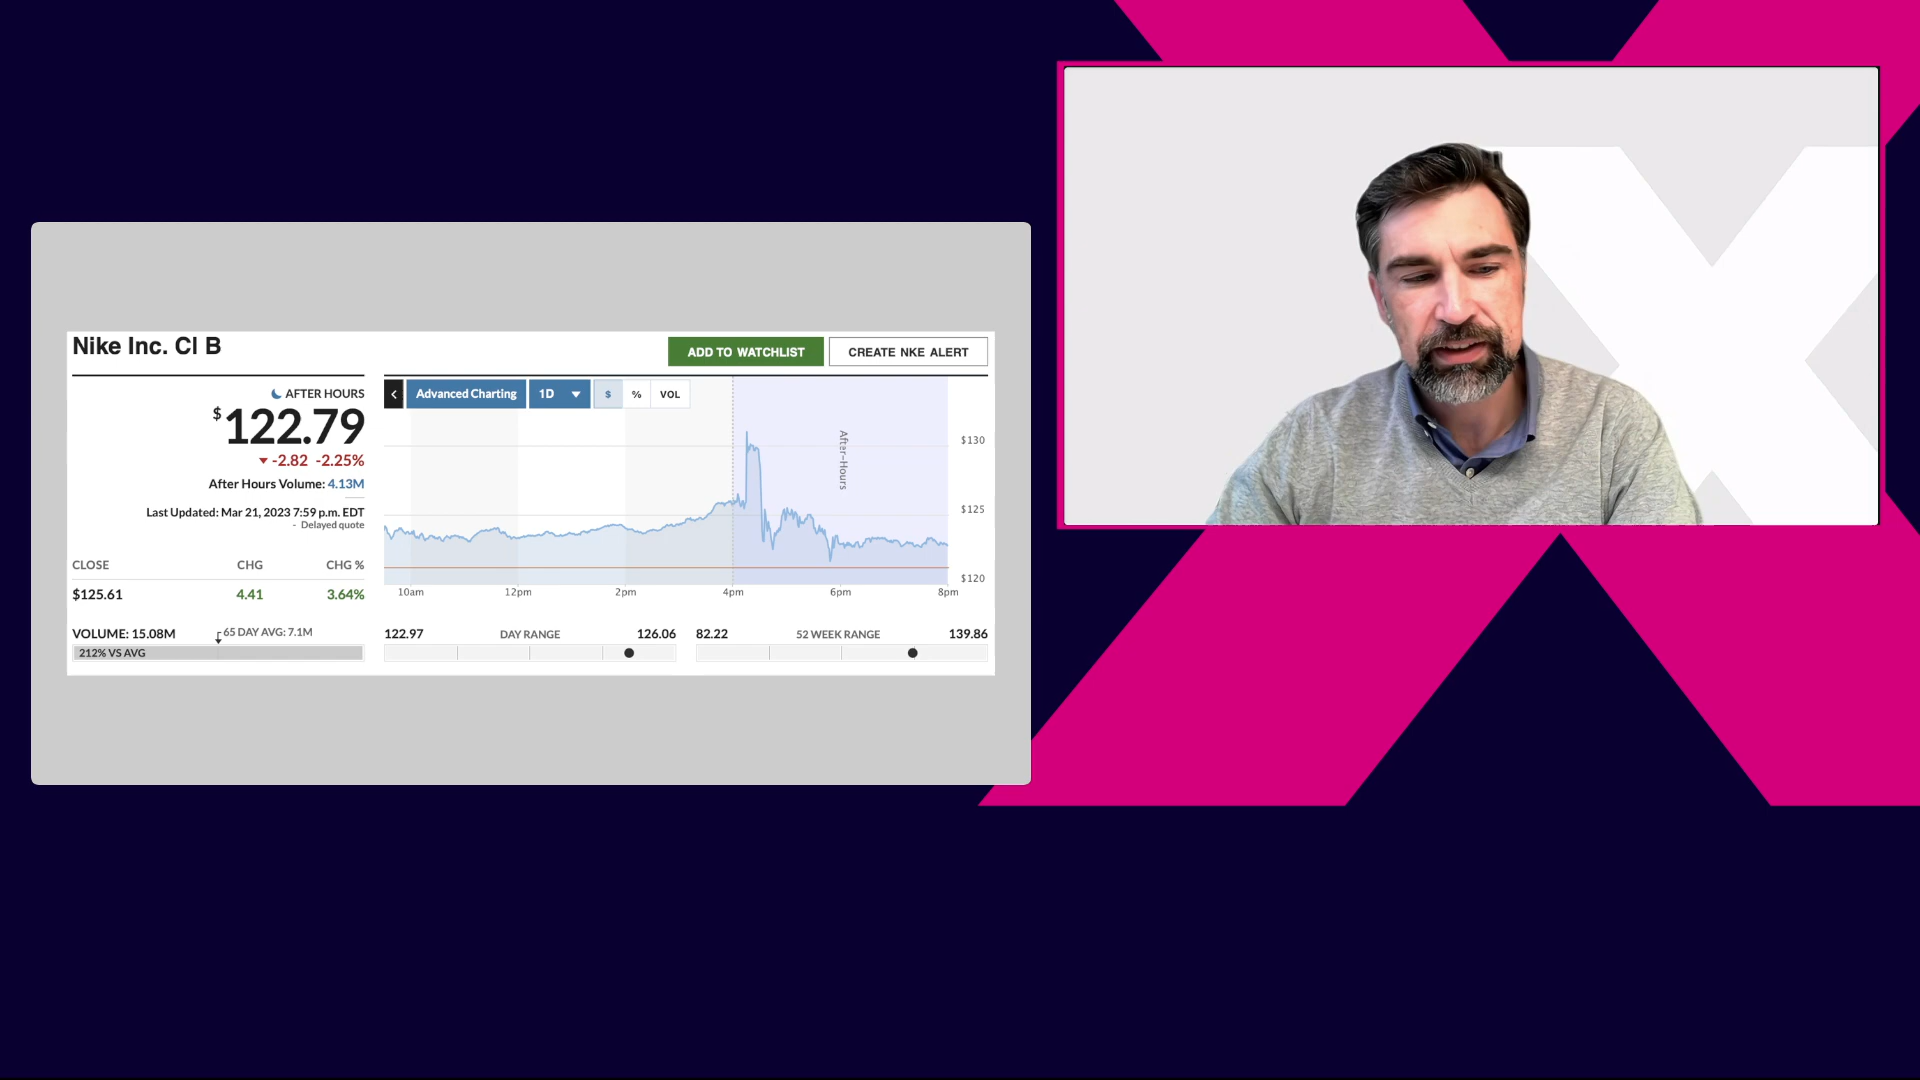 Nike Inc. Cl B
ADD TO WATCHLIST
CREATE NKE ALERT
AFTER HOURS
$122.79
-2.82 -2.25%
After Hours Volume: 4.13M
Last Updated: Mar 21, 2023 7:59 p.m. EDT
- Delayed quote
CLOSE CHG CHG %
$125.61 4.41 3.64%
VOLUME: 15.08M 65 DAY AVG: 7.1M
212% VS AVG
Advanced Charting 1D $ % VOL
After-Hours
$130
$125
$120
10am 12pm 2pm 4pm 6pm 8pm
122.97 DAY RANGE 126.06
82.22 52 WEEK RANGE 139.86